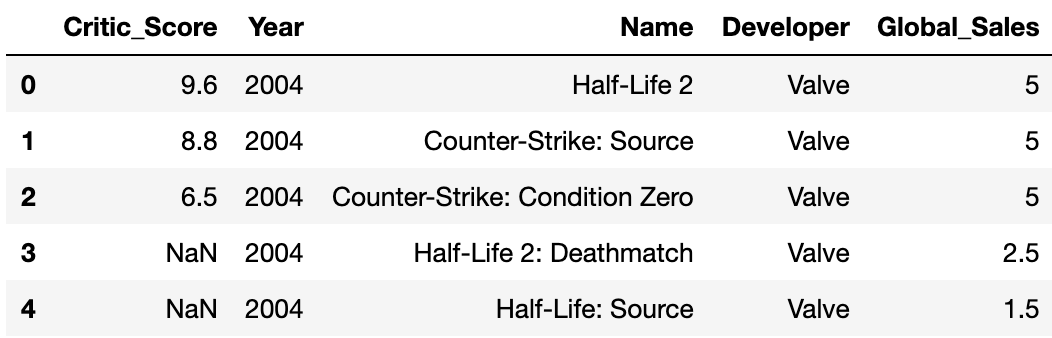 Critic_Score Year Name Developer Global_Sales
0 9.6 2004 Half-Life 2 Valve 5
1 8.8 2004 Counter-Strike: Source Valve 5
2 6.5 2004 Counter-Strike: Condition Zero Valve 5
3 NaN 2004 Half-Life 2: Deathmatch Valve 2.5
4 NaN 2004 Half-Life: Source Valve 1.5